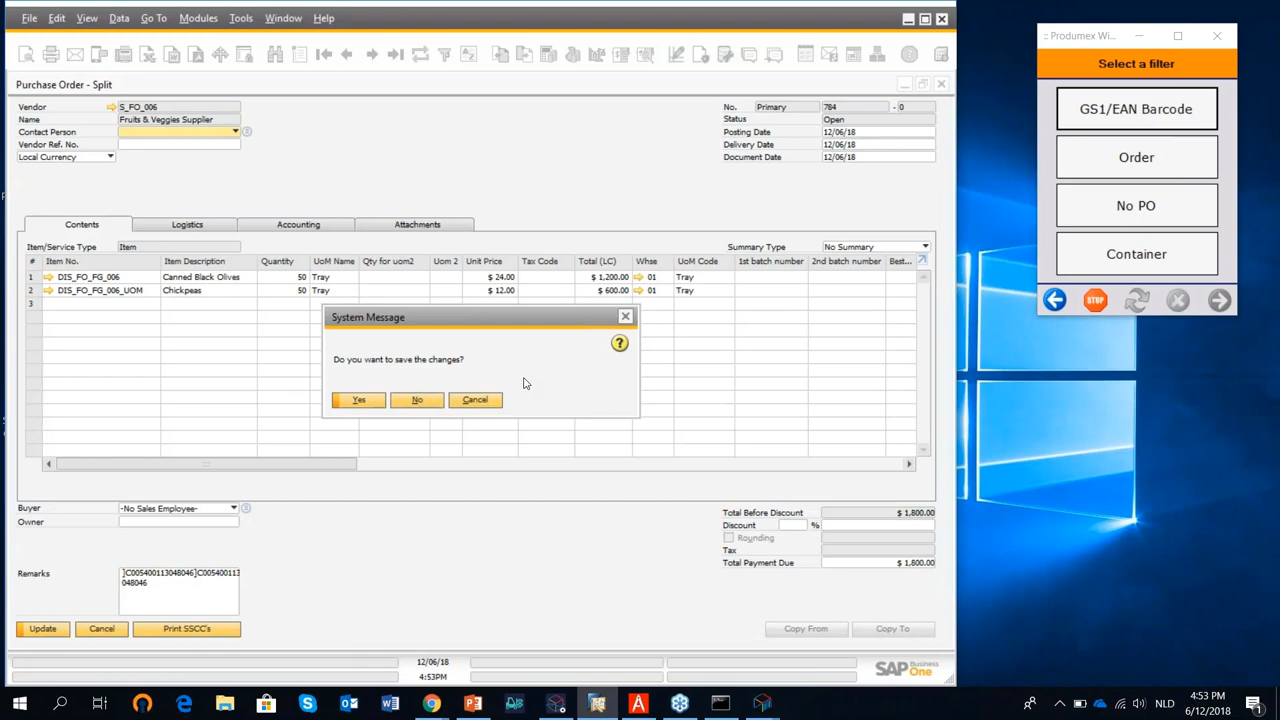 File Edit View Data Go To Modules Tools Window Help
Purchase Order - Split
Vendor S_FO_006
Name Fruits & Veggies Supplier
Contact Person
Vendor Ref. No.
Local Currency
No. Primary 784 - 0
Status Open
Posting Date 12/06/18
Delivery Date 12/06/18
Document Date 12/06/18
Contents Logistics Accounting Attachments
Item/Service Type Item
Summary Type No Summary
# Item No. Item Description Quantity UoM Name Qty for uom2 Uom 2 Unit Price Tax Code Total (LC) Whse UoM Code 1st batch number 2nd batch number Best...
1 DIS_FO_FG_006 Canned Black Olives 50 Tray $ 24.00 $ 1,200.00 01 Tray
2 DIS_FO_FG_006_UOM Chickpeas 50 Tray $ 12.00 $ 600.00 01 Tray
3
System Message
Do you want to save the changes?
Yes No Cancel
Buyer -No Sales Employee-
Owner
Remarks ]C005400113048046]C005400113
048046
Total Before Discount $ 1,800.00
Discount %
Rounding
Tax
Total Payment Due $ 1,800.00
Update Cancel Print SSCC's
Copy From Copy To
12/06/18
4:53PM
SAP Business One
:: Produmex Wi...
Select a filter
GS1/EAN Barcode
Order
No PO
Container
STOP
NLD
4:53 PM
6/12/2018
1